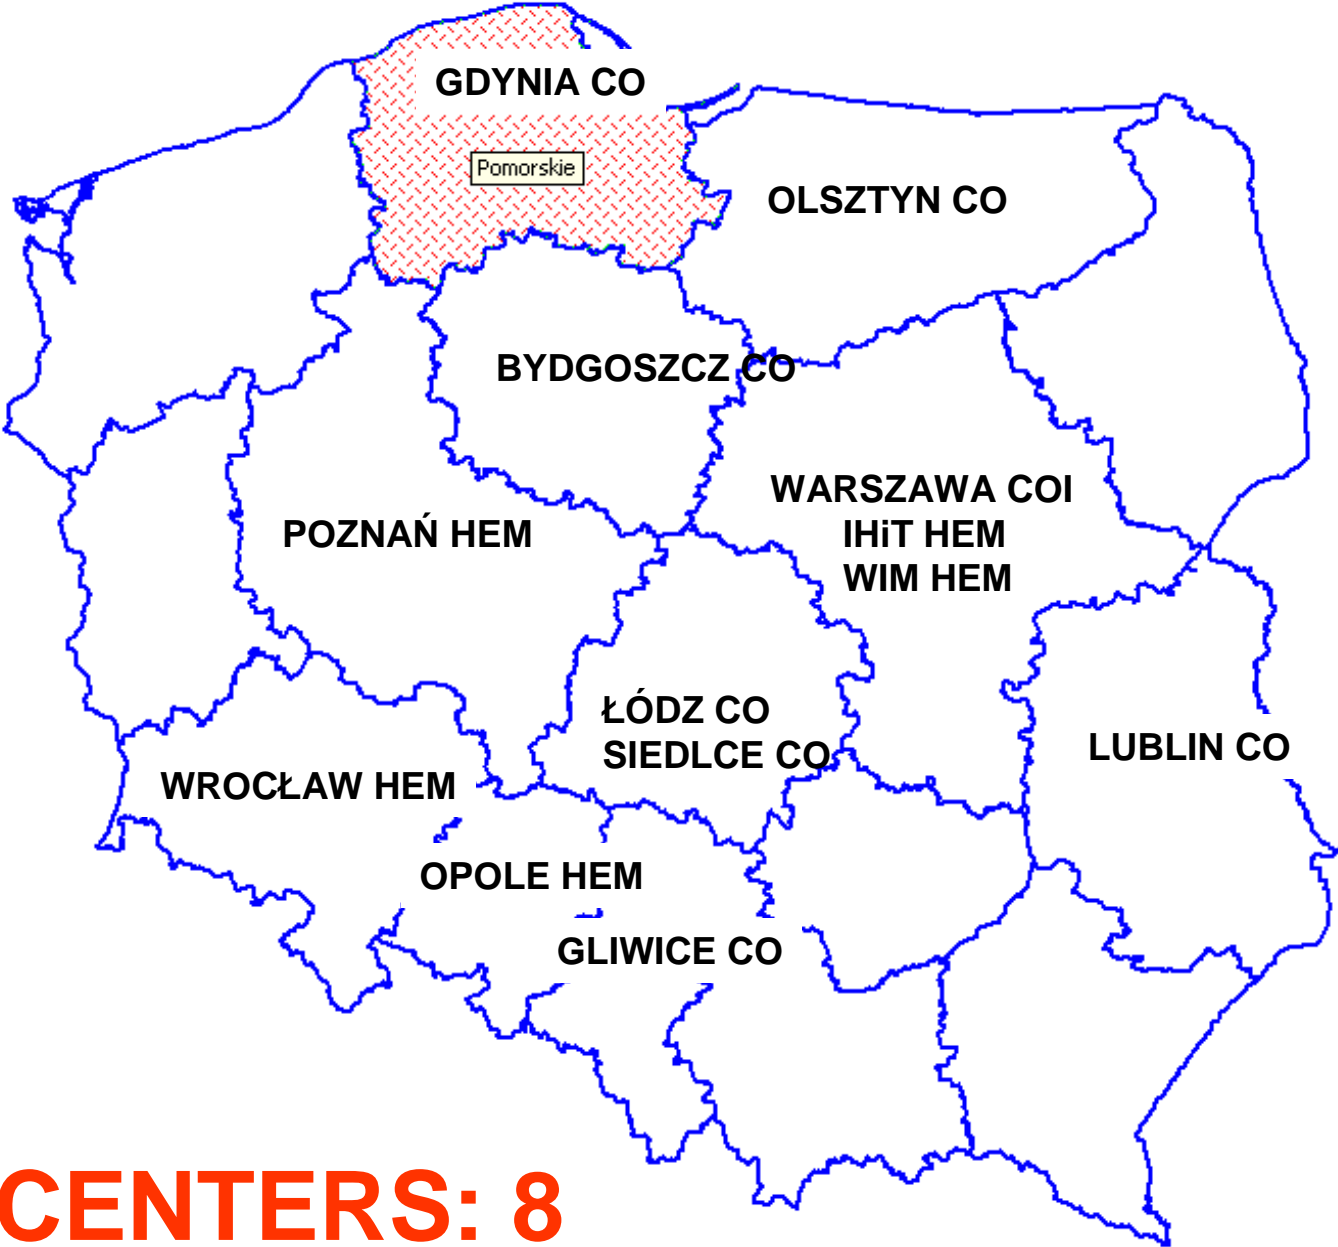 GDYNIA CO
Pomorskie
OLSZTYN CO
BYDGOSZCZ CO
WARSZAWA COI
IHiT HEM
WIM HEM
POZNAŃ HEM
ŁÓDZ CO
SIEDLCE CO
LUBLIN CO
WROCŁAW HEM
OPOLE HEM
GLIWICE CO
CENTERS: 8